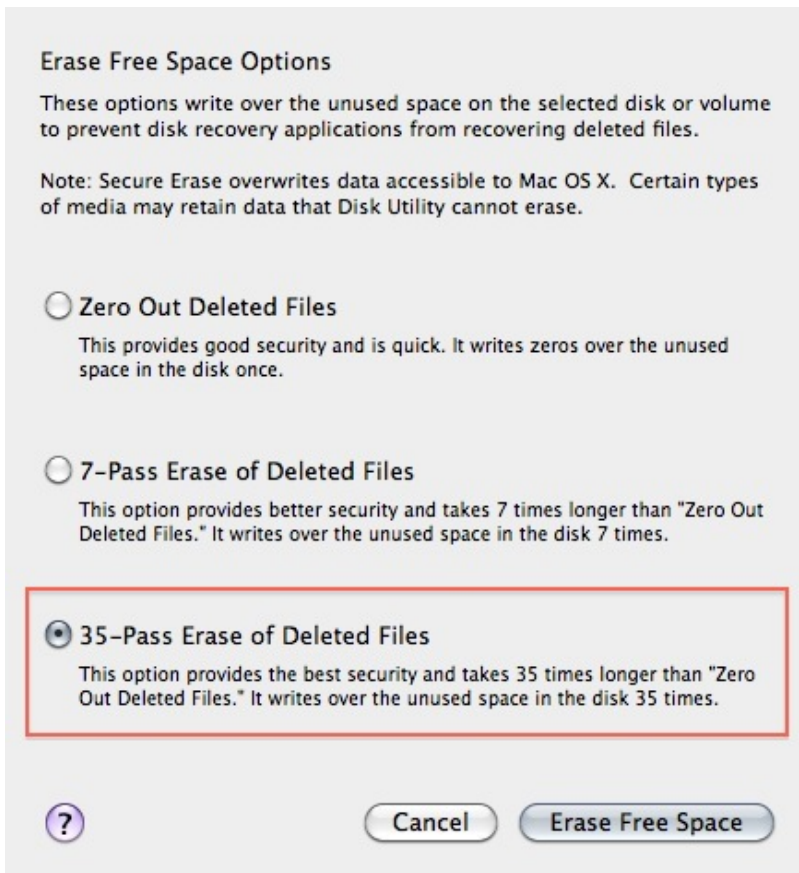 Erase Free Space Options
These options write over the unused space on the selected disk or volume
to prevent disk recovery applications from recovering deleted files.
Note: Secure Erase overwrites data accessible to Mac OS X.  Certain types
of media may retain data that Disk Utility cannot erase.
Zero Out Deleted Files
This provides good security and is quick. It writes zeros over the unused
space in the disk once.
7-Pass Erase of Deleted Files
This option provides better security and takes 7 times longer than "Zero Out
Deleted Files." It writes over the unused space in the disk 7 times.
35-Pass Erase of Deleted Files
This option provides the best security and takes 35 times longer than "Zero
Out Deleted Files." It writes over the unused space in the disk 35 times.
? Cancel Erase Free Space